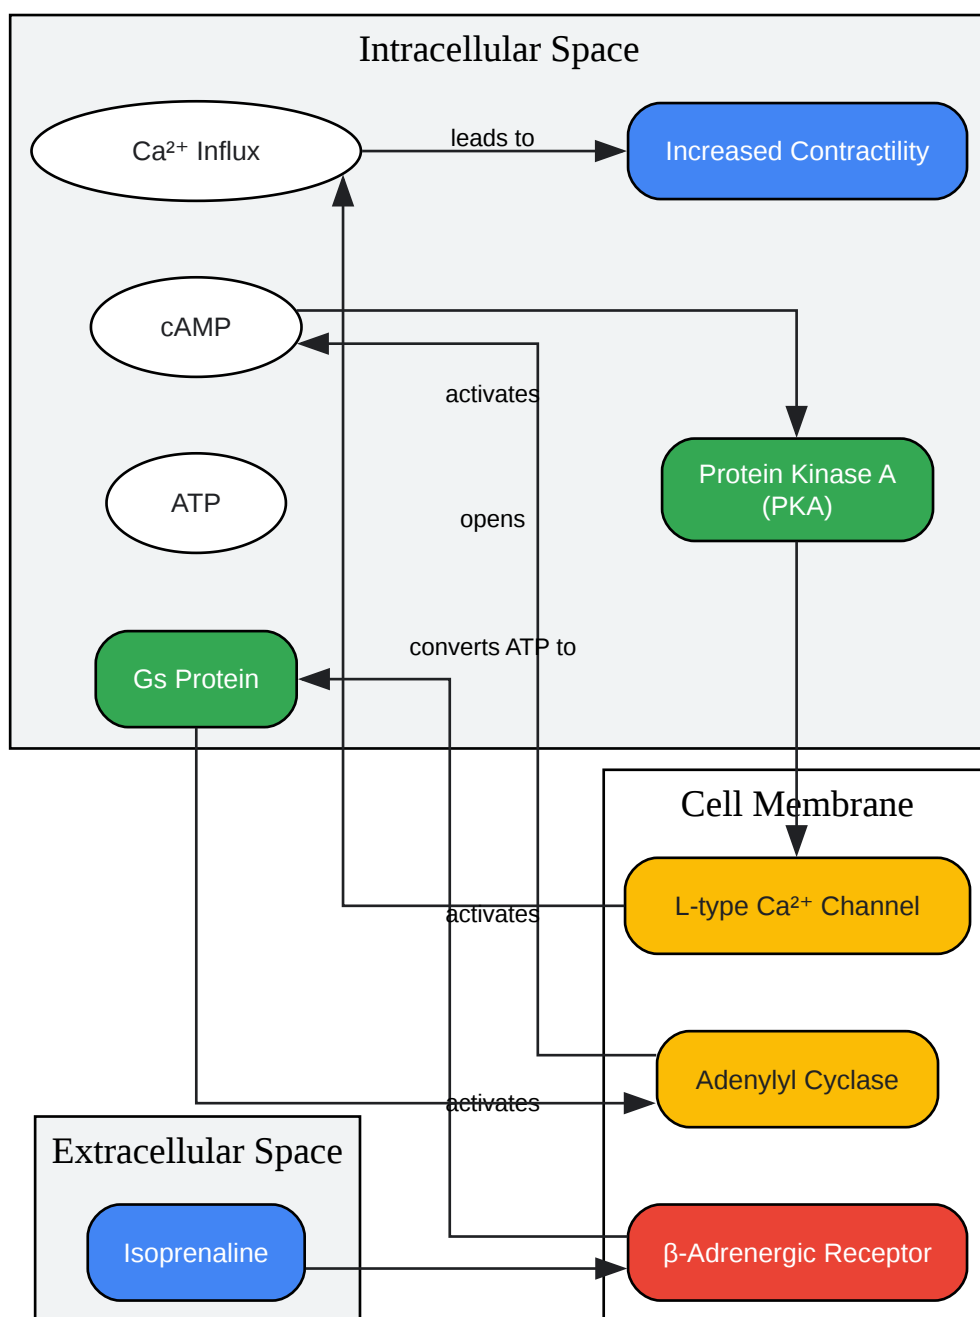 Intracellular Space
Ca²⁺ Influx
leads to
Increased Contractility
cAMP
activates
ATP
Protein Kinase A
(PKA)
opens
converts ATP to
Gs Protein
Cell Membrane
L-type Ca²⁺ Channel
activates
Adenylyl Cyclase
activates
Extracellular Space
Isoprenaline
β-Adrenergic Receptor